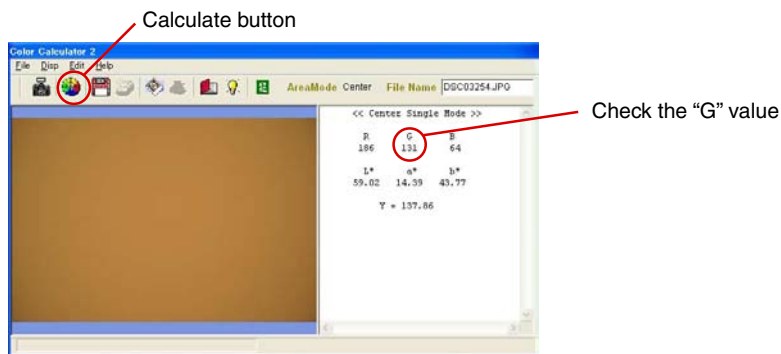 Calculate button
Color Calculator 2
File Disp Edit Help
AreaMode Center File Name DSC03254.JPG
<< Center Single Mode >>
R G B
186 131 64
L* a* b*
59.02 14.39 43.77
Y = 137.86
Check the “G” value